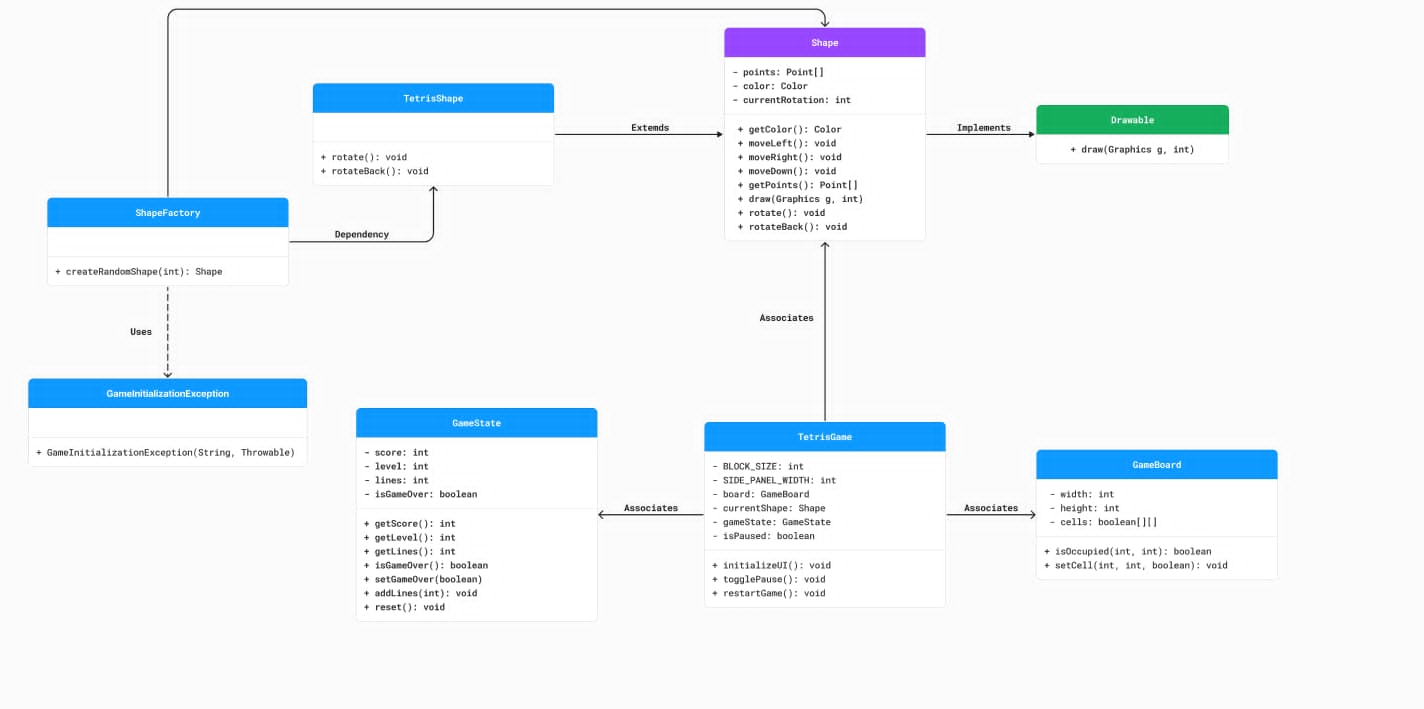 Shape
- points: Point[]
- color: Color
- currentRotation: int
+ getColor(): Color
+ moveLeft(): void
+ moveRight(): void
+ moveDown(): void
+ getPoints(): Point[]
+ draw(Graphics g, int)
+ rotate(): void
+ rotateBack(): void
TetrisShape
+ rotate(): void
+ rotateBack(): void
Extemds
Implements
Drawable
+ draw(Graphics g, int)
ShapeFactory
+ createRandomShape(int): Shape
Dependency
Uses
Associates
GameInitializationException
+ GameInitializationException(String, Throwable)
GameState
- score: int
- level: int
- lines: int
- isGameOver: boolean
+ getScore(): int
+ getLevel(): int
+ getLines(): int
+ isGameOver(): boolean
+ setGameOver(boolean)
+ addLines(int): void
+ reset(): void
Associates
TetrisGame
- BLOCK_SIZE: int
- SIDE_PANEL_WIDTH: int
- board: GameBoard
- currentShape: Shape
- gameState: GameState
- isPaused: boolean
+ initializeUI(): void
+ togglePause(): void
+ restartGame(): void
Associates
GameBoard
- width: int
- height: int
- cells: boolean[][]
+ isOccupied(int, int): boolean
+ setCell(int, int, boolean): void